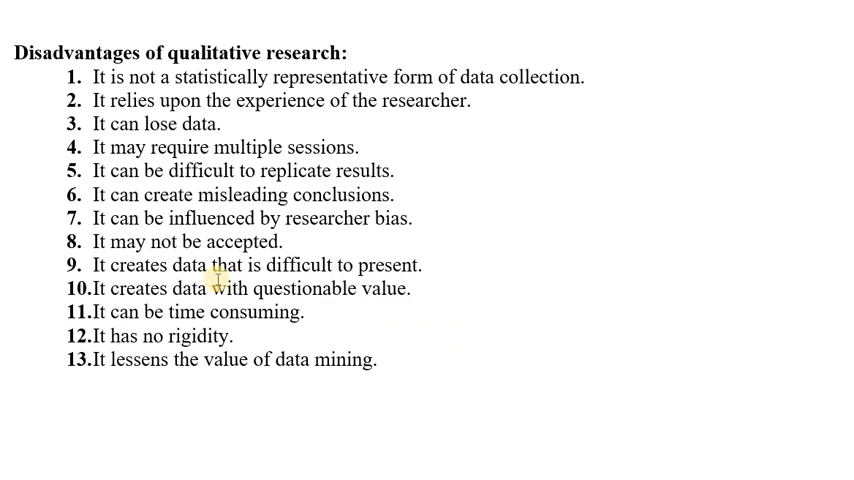 Disadvantages of qualitative research:
1. It is not a statistically representative form of data collection.
2. It relies upon the experience of the researcher.
3. It can lose data.
4. It may require multiple sessions.
5. It can be difficult to replicate results.
6. It can create misleading conclusions.
7. It can be influenced by researcher bias.
8. It may not be accepted.
9. It creates data that is difficult to present.
10.It creates data with questionable value.
11.It can be time consuming.
12.It has no rigidity.
13.It lessens the value of data mining.